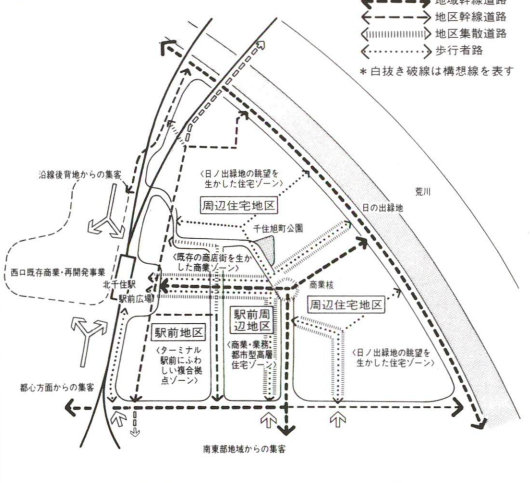 地域幹線道路
地区幹線道路
地区集散道路
歩行者路
*白抜き破線は構想線を表す
沿線後背地からの集客
〈日ノ出緑地の眺望を
生かした住宅ゾーン〉
周辺住宅地区
荒川
日の出緑地
千住旭町公園
西口既存商業・再開発事業
〈既存の商店街を生か
した商業ゾーン〉
北千住駅
駅前広場
商業核
周辺住宅地区
駅前地区
駅前周
辺地区
〈ターミナル
駅前にふわ
しい複合拠
点ゾーン〉
〈商業・業務、
都市型高層
住宅ゾーン〉
〈日ノ出緑地の眺望を
生かした住宅ゾーン〉
都心方面からの集客
南東部地域からの集客